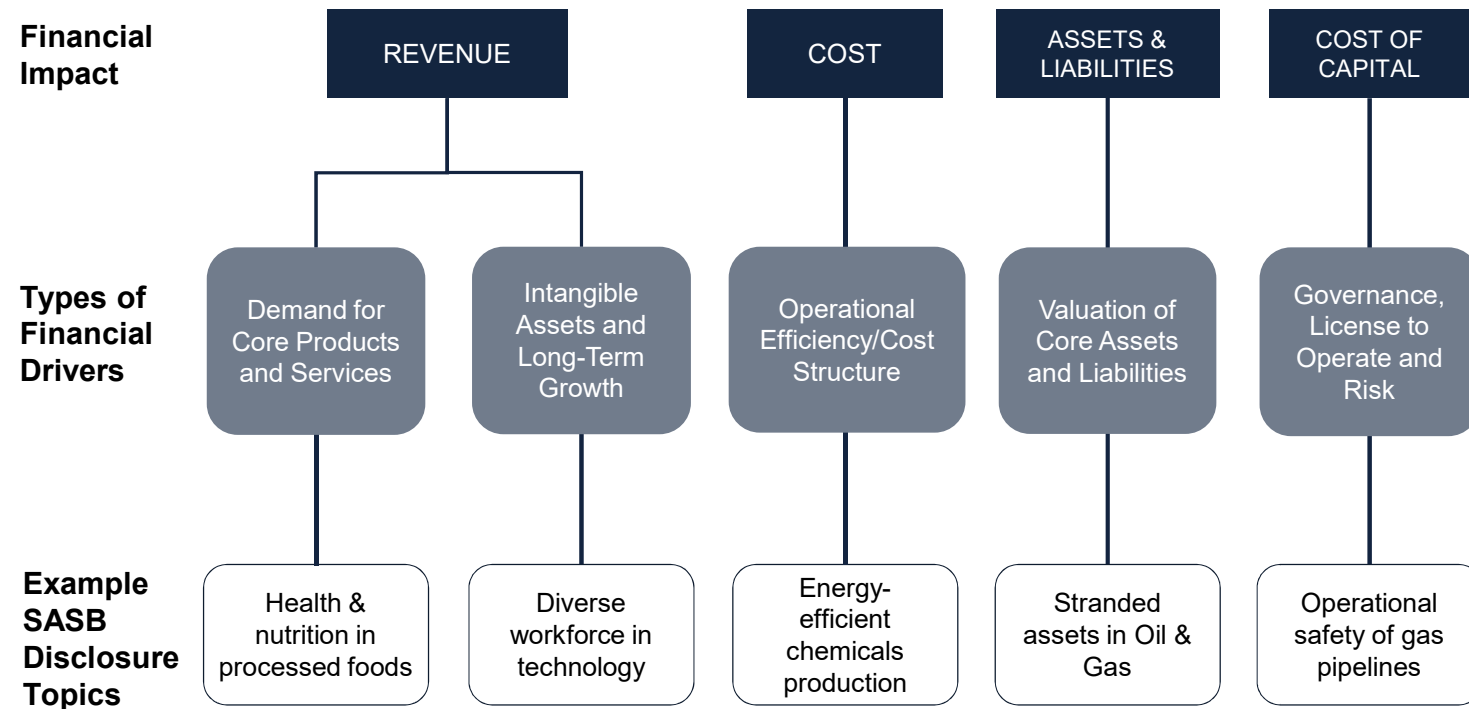 Financial
Impact
REVENUE
COST
ASSETS &
LIABILITIES
COST OF
CAPITAL
Types of
Financial
Drivers
Demand for
Core Products
and Services
Intangible
Assets and
Long-Term
Growth
Operational
Efficiency/Cost
Structure
Valuation of
Core Assets
and Liabilities
Governance,
License to
Operate and
Risk
Example
SASB
Disclosure
Topics
Health &
nutrition in
processed foods
Diverse
workforce in
technology
Energy-
efficient
chemicals
production
Stranded
assets in Oil &
Gas
Operational
safety of gas
pipelines